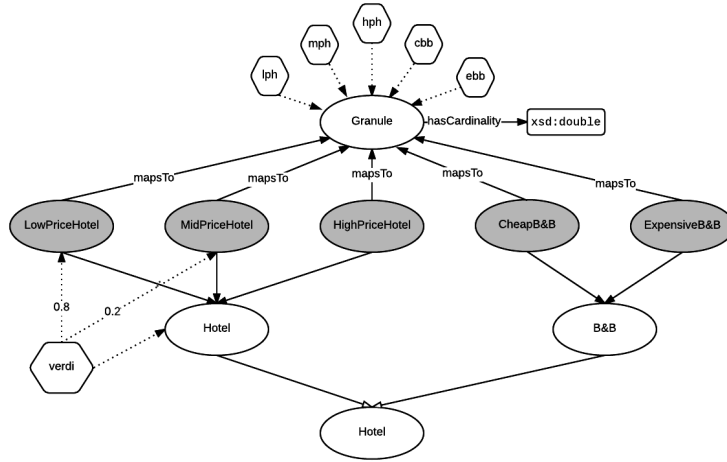 hph
mph
cbb
lph
ebb
Granule
hasCardinality
xsd:double
mapsTo
mapsTo
mapsTo
mapsTo
mapsTo
LowPriceHotel
MidPriceHotel
HighPriceHotel
CheapB&B
ExpensiveB&B
0.8
0.2
Hotel
B&B
verdi
Hotel